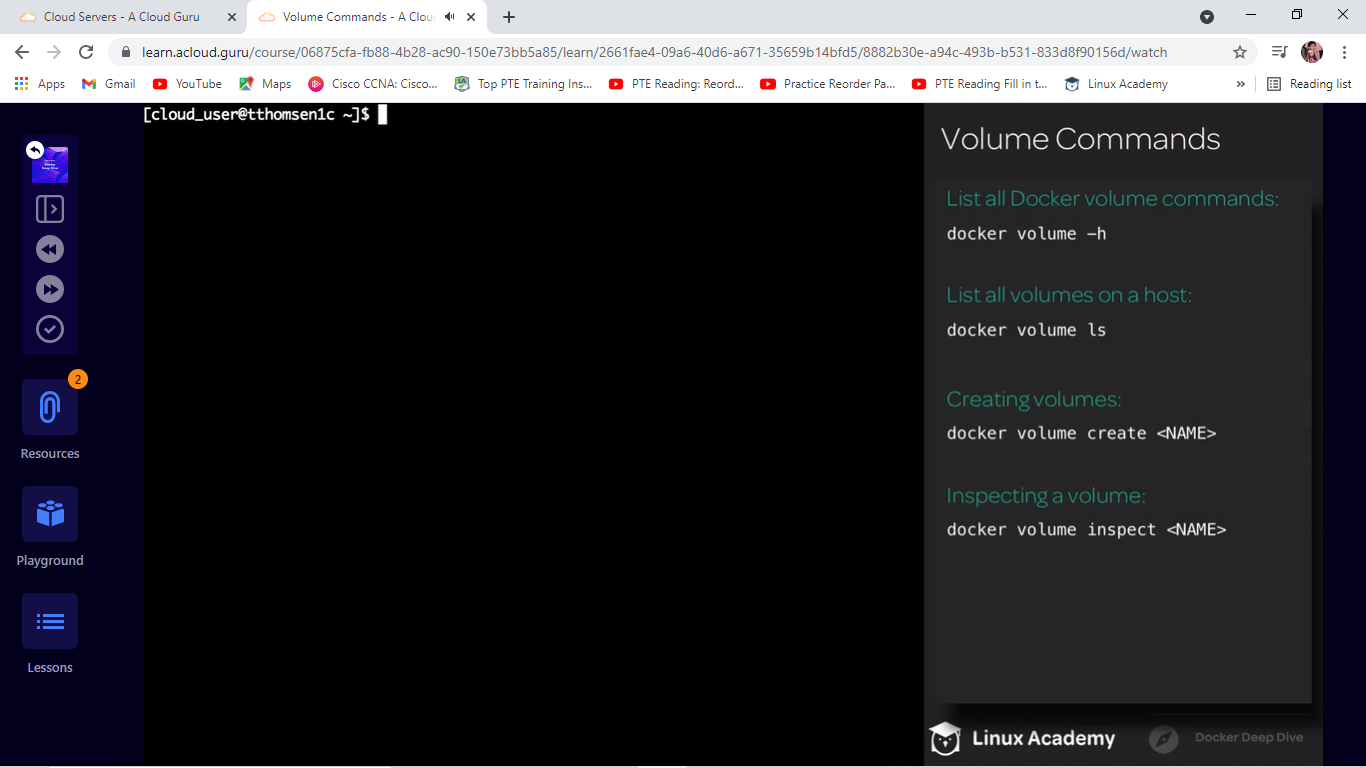 Cloud Servers - A Cloud Guru
Volume Commands - A Clou
learn.acloud.guru/course/06875cfa-fb88-4b28-ac90-150e73bb5a85/learn/2661fae4-09a6-40d6-a671-35659b14bfd5/8882b30e-a94c-493b-b531-833d8f90156d/watch
Apps
Gmail
YouTube
Maps
Cisco CCNA: Cisco...
Top PTE Training Ins...
PTE Reading: Reord...
Practice Reorder Pa...
PTE Reading Fill in t...
Linux Academy
»
Reading list
[cloud_user@tthomsen1c ~]$
Docker
Deep Dive
2
Resources
Playground
Lessons
Volume Commands
List all Docker volume commands:
docker volume -h
List all volumes on a host:
docker volume ls
Creating volumes:
docker volume create <NAME>
Inspecting a volume:
docker volume inspect <NAME>
Linux Academy
Docker Deep Dive